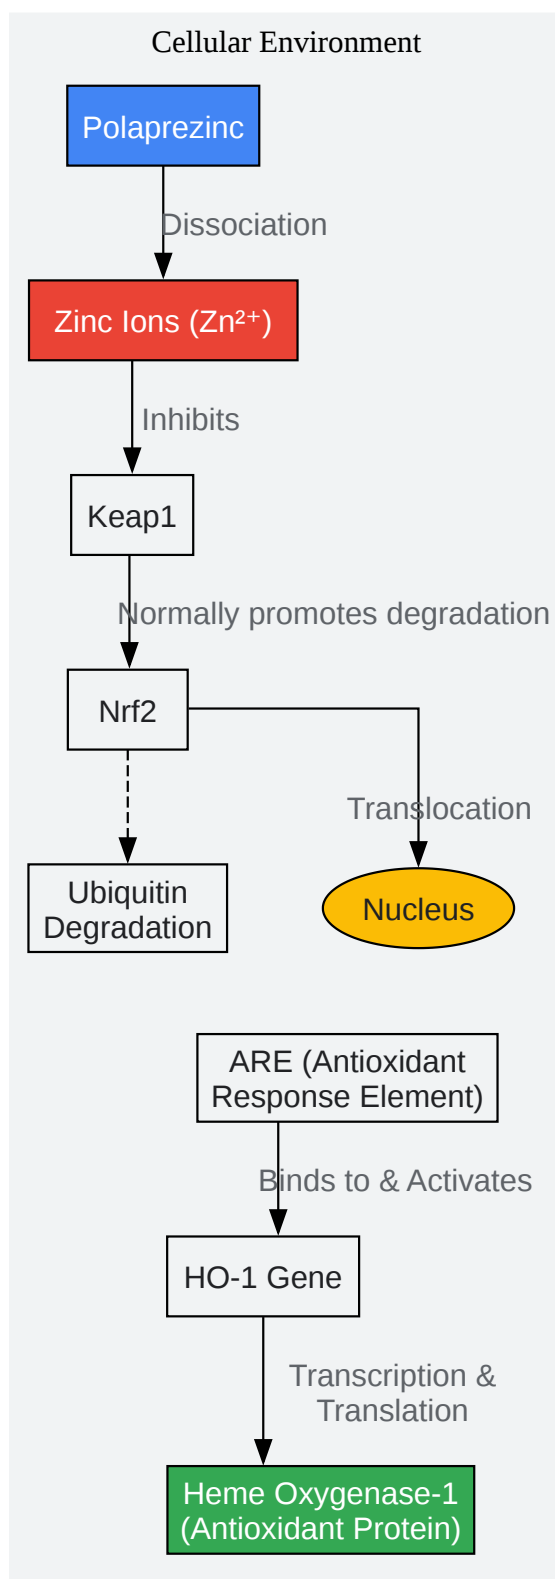 Cellular Environment
Polaprezinc
Dissociation
Zinc Ions (Zn²⁺)
Inhibits
Keap1
Normally promotes degradation
Nrf2
Translocation
Ubiquitin
Degradation
Nucleus
ARE (Antioxidant
Response Element)
Binds to & Activates
HO-1 Gene
Transcription &
Translation
Heme Oxygenase-1
(Antioxidant Protein)